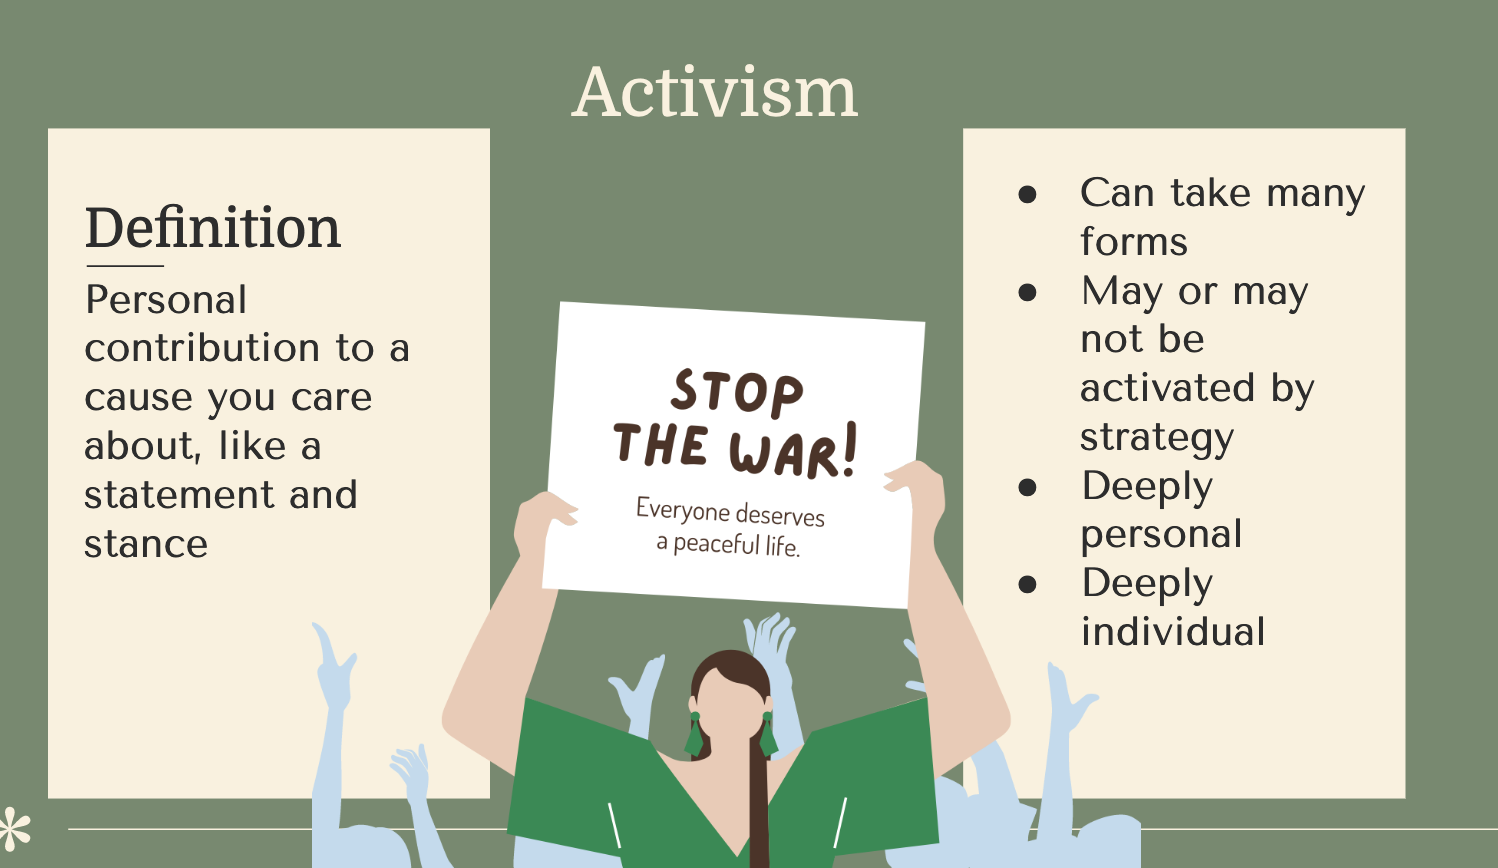 Activism
Definition
Personal
contribution to a
cause you care
about, like a
statement and
stance
STOP
THE WAR!
Everyone deserves
a peaceful life.
● Can take many
forms
● May or may
not be
activated by
strategy
● Deeply
personal
● Deeply
individual